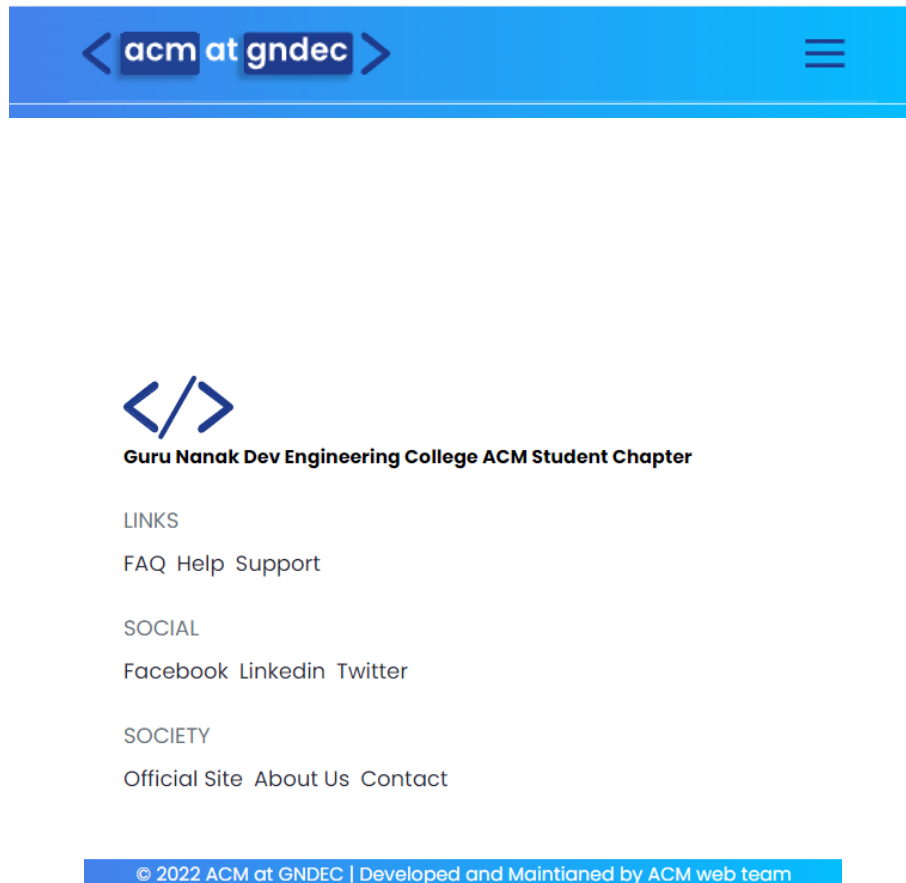 < acm at gndec >
</>
Guru Nanak Dev Engineering College ACM Student Chapter
LINKS
FAQ Help Support
SOCIAL
Facebook Linkedin Twitter
SOCIETY
Official Site About Us Contact
© 2022 ACM at GNDEC | Developed and Maintianed by ACM web team